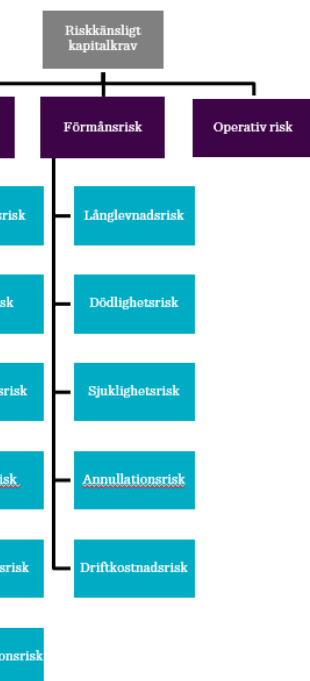 Riskkänsligt
kapitalkrav
Förmånsrisk
Operativ risk
Långlevnadsrisk
Dödlighetsrisk
Sjuklighetsrisk
Annullationsrisk
Driftkostnadsrisk